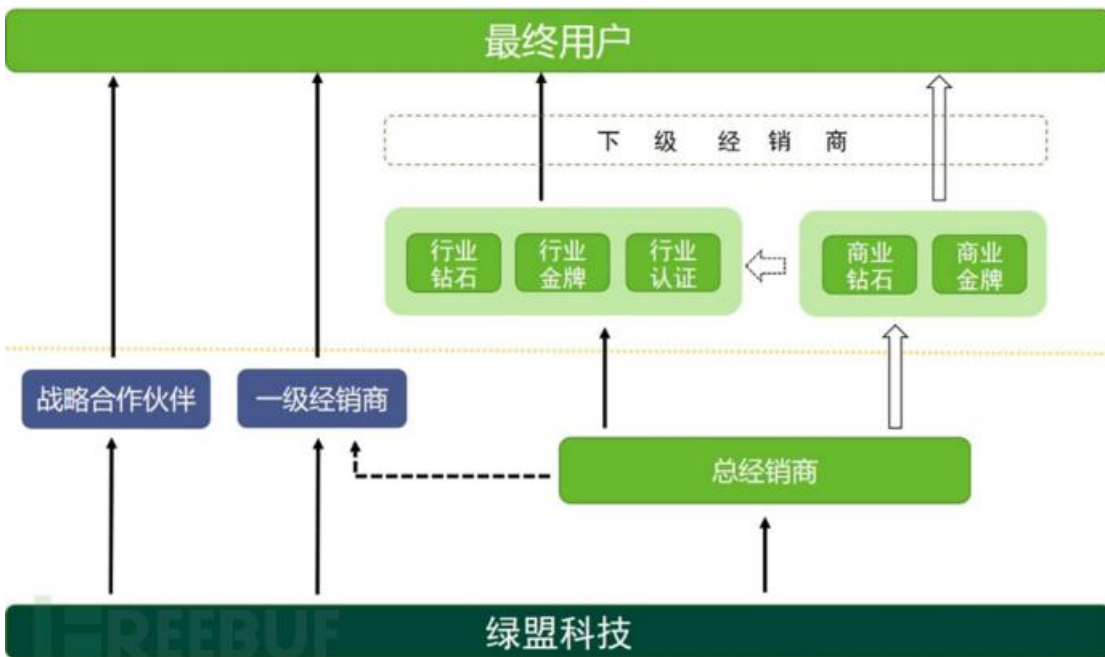 最终用户
下级经销商
行业
钻石
行业
金牌
行业
认证
商业
钻石
商业
金牌
战略合作伙伴
一级经销商
总经销商
REEBUF
绿盟科技